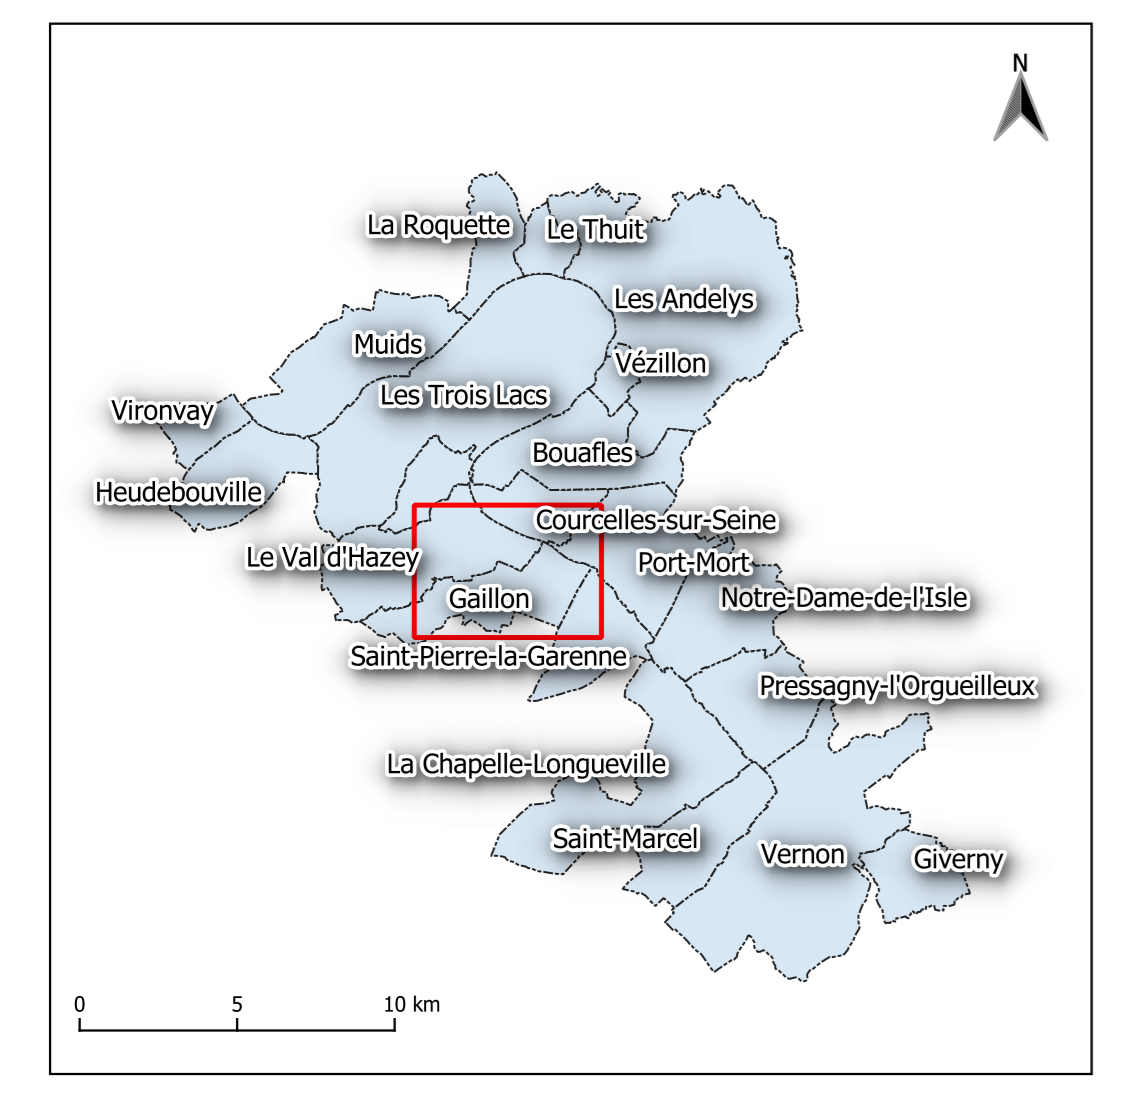 N
La Roquette
Le Thuit
Les Andelys
Muids
Vézillon
Les Trois Lacs
Vironvay
Bouafles
Heudebouville
Courcelles-sur-Seine
Le Val d'Hazey
Port-Mort
Gaillon
Notre-Dame-de-l'Isle
Saint-Pierre-la-Garenne
Pressagny-l'Orgueilleux
La Chapelle-Longueville
Saint-Marcel
Vernon
Giverny
0 5 10 km